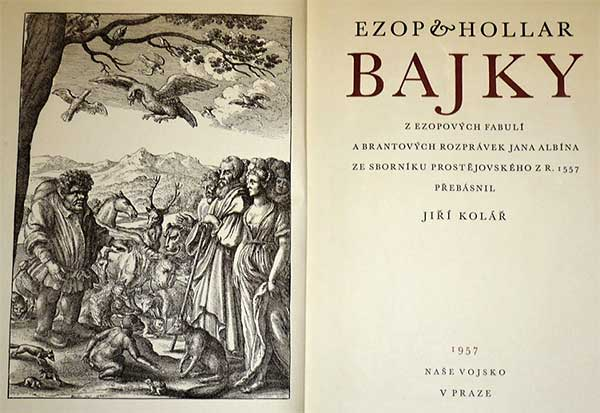 EZOP & HOLLAR
BAJKY
Z EZOPOVÝCH FABULÍ
A BRANTOVÝCH ROZPRÁVEK JANA ALBÍNA
ZE SBORNÍKU PROSTĚJOVSKÉHO Z R. 1557
PŘEBÁSNIL
JIŘÍ KOLÁŘ
1957
NAŠE VOJSKO
V PRAZE